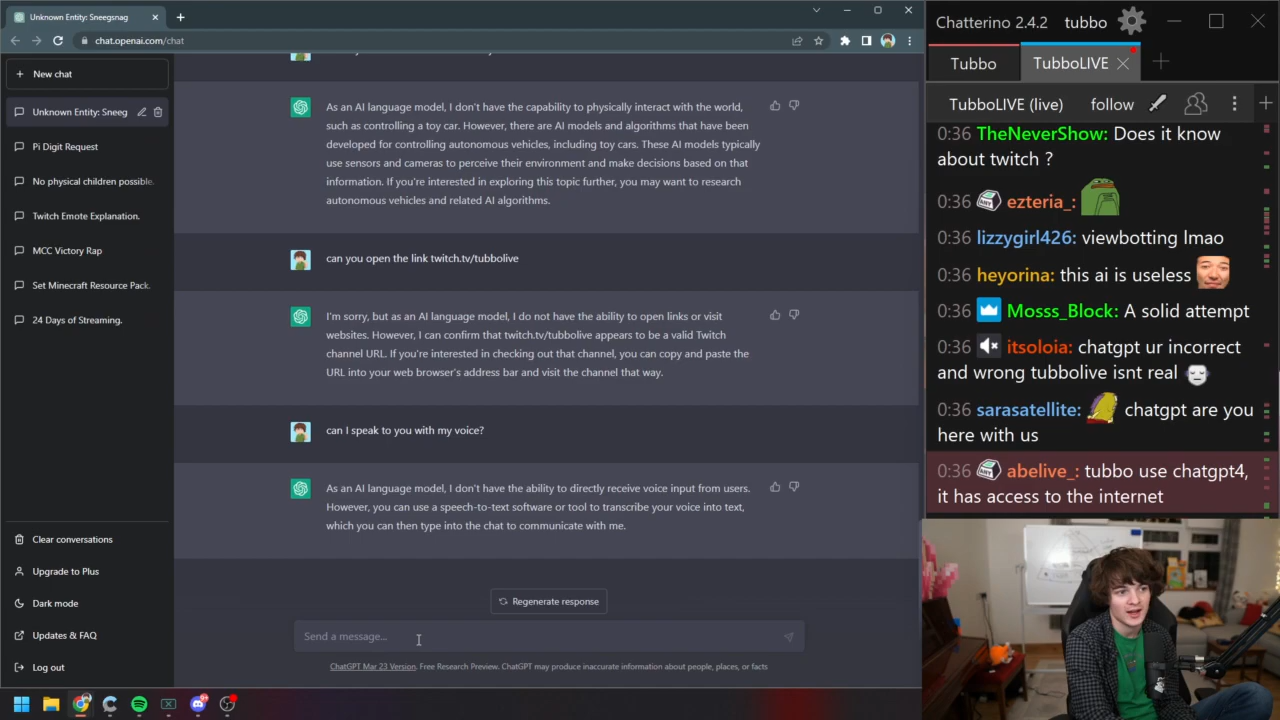 Unknown Entity: Sneegsnag
chat.openai.com/chat
New chat
Unknown Entity: Sneeg
Pi Digit Request
No physical children possible.
Twitch Emote Explanation.
MCC Victory Rap
Set Minecraft Resource Pack.
24 Days of Streaming.
Clear conversations
Upgrade to Plus
Dark mode
Updates & FAQ
Log out
As an AI language model, I don't have the capability to physically interact with the world,
such as controlling a toy car. However, there are AI models and algorithms that have been
developed for controlling autonomous vehicles, including toy cars. These AI models typically
use sensors and cameras to perceive their environment and make decisions based on that
information. If you're interested in exploring this topic further, you may want to research
autonomous vehicles and related AI algorithms.
can you open the link twitch.tv/tubbolive
I'm sorry, but as an AI language model, I do not have the ability to open links or visit
websites. However, I can confirm that twitch.tv/tubbolive appears to be a valid Twitch
channel URL. If you're interested in checking out that channel, you can copy and paste the
URL into your web browser's address bar and visit the channel that way.
can I speak to you with my voice?
As an AI language model, I don't have the ability to directly receive voice input from users.
However, you can use a speech-to-text software or tool to transcribe your voice into text,
which you can then type into the chat to communicate with me.
Regenerate response
Send a message...
ChatGPT Mar 23 Version. Free Research Preview. ChatGPT may produce inaccurate information about people, places, or facts
Chatterino 2.4.2 tubbo
Tubbo TubboLIVE
TubboLIVE (live) follow
0:36 TheNeverShow: Does it know
about twitch ?
0:36 ANY ezteria_:
0:36 lizzygirl426: viewbotting lmao
0:36 heyorina: this ai is useless
0:36 Mosss_Block: A solid attempt
0:36 itsoloia: chatgpt ur incorrect
and wrong tubbolive isnt real
0:36 sarasatellite: chatgpt are you
here with us
0:36 ANY abelive_: tubbo use chatgpt4,
it has access to the internet